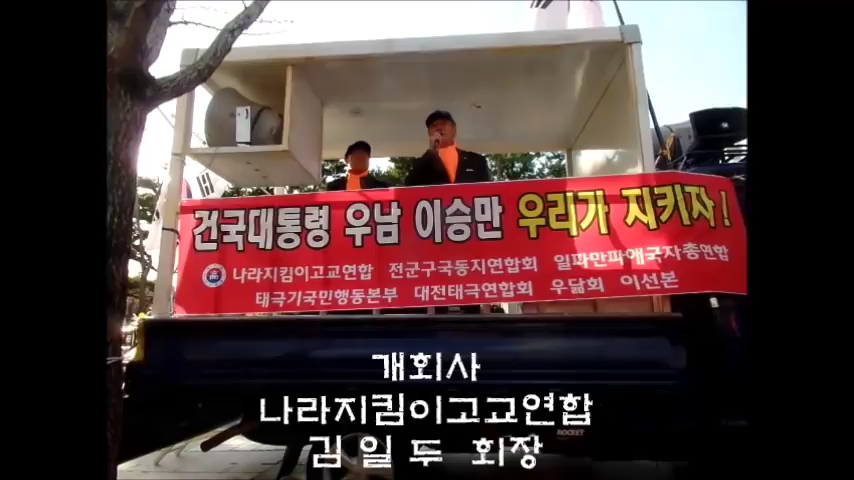 건국대통령 우남 이승만 우리가 지키자!
나라지킴이고교연합 전군구국동지연합회 일파만파애국자총연합
태극기국민행동본부 대전태극연합회 우닮회 이선본
개회사
나라지킴이고교연합
김일두 회장